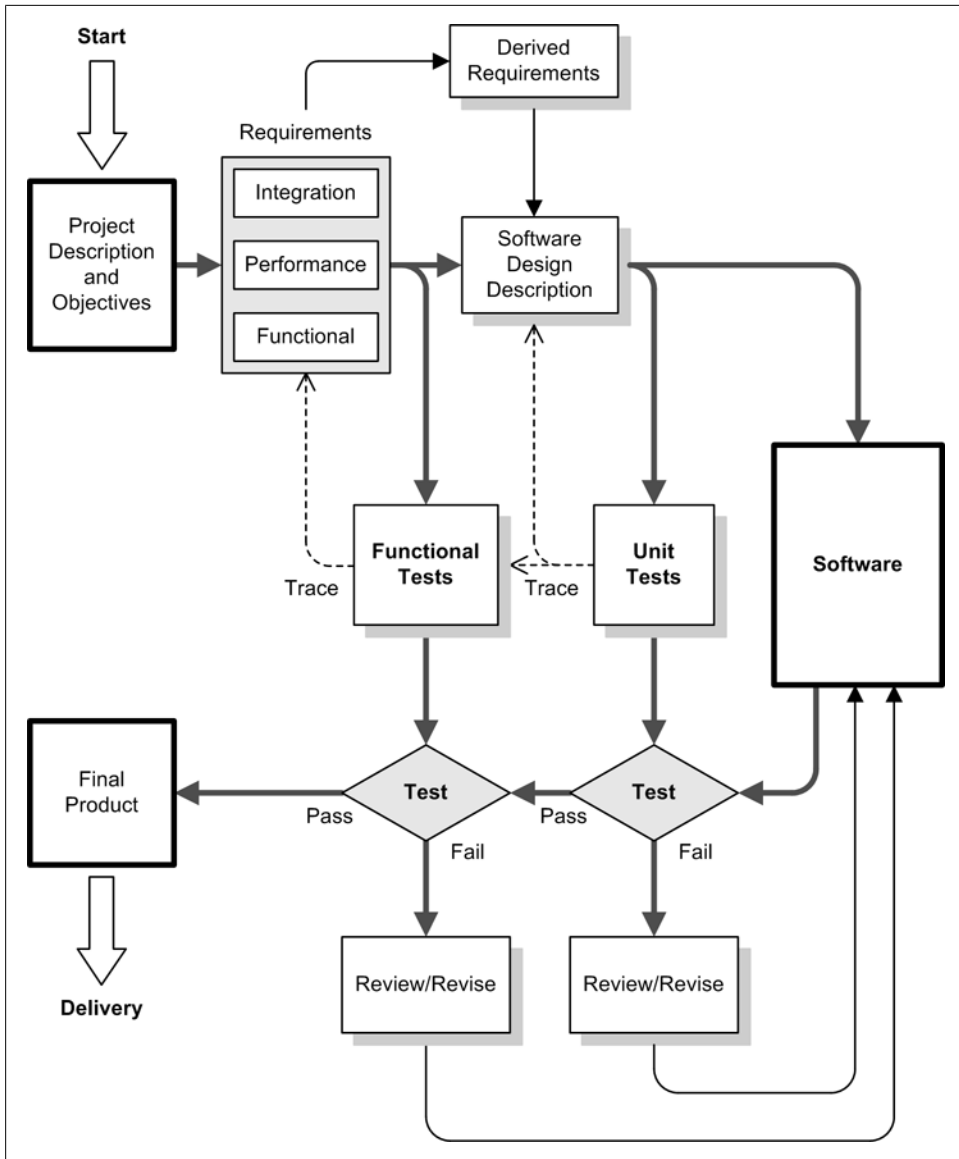 Start
Derived
Requirements
Requirements
Integration
Performance
Functional
Project
Description
and
Objectives
Software
Design
Description
Functional
Tests
Unit
Tests
Software
Trace
Trace
Final
Product
Test
Test
Pass
Pass
Fail
Fail
Review/Revise
Review/Revise
Delivery